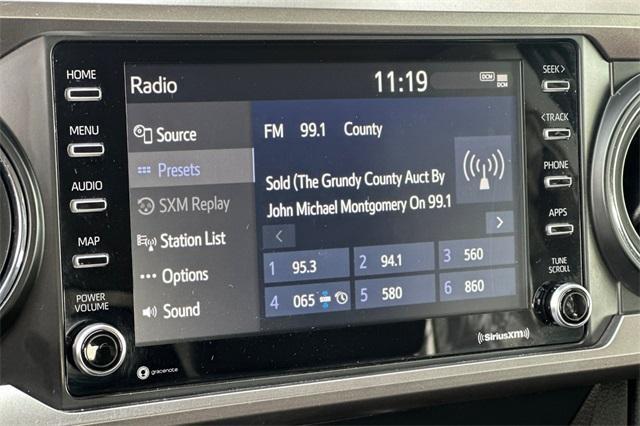 HOME
MENU
AUDIO
MAP
POWER
VOLUME
Radio
11:19
DCM
DCM
Source
Presets
SXM Replay
Station List
Options
Sound
FM 99.1 County
Sold (The Grundy County Auct By
John Michael Montgomery On 99.1
<
>
1 95.3
2 94.1
3 560
4 065
5 580
6 860
SEEK>
<TRACK
PHONE
APPS
TUNE
SCROLL
gracenote
((SiriusXM))